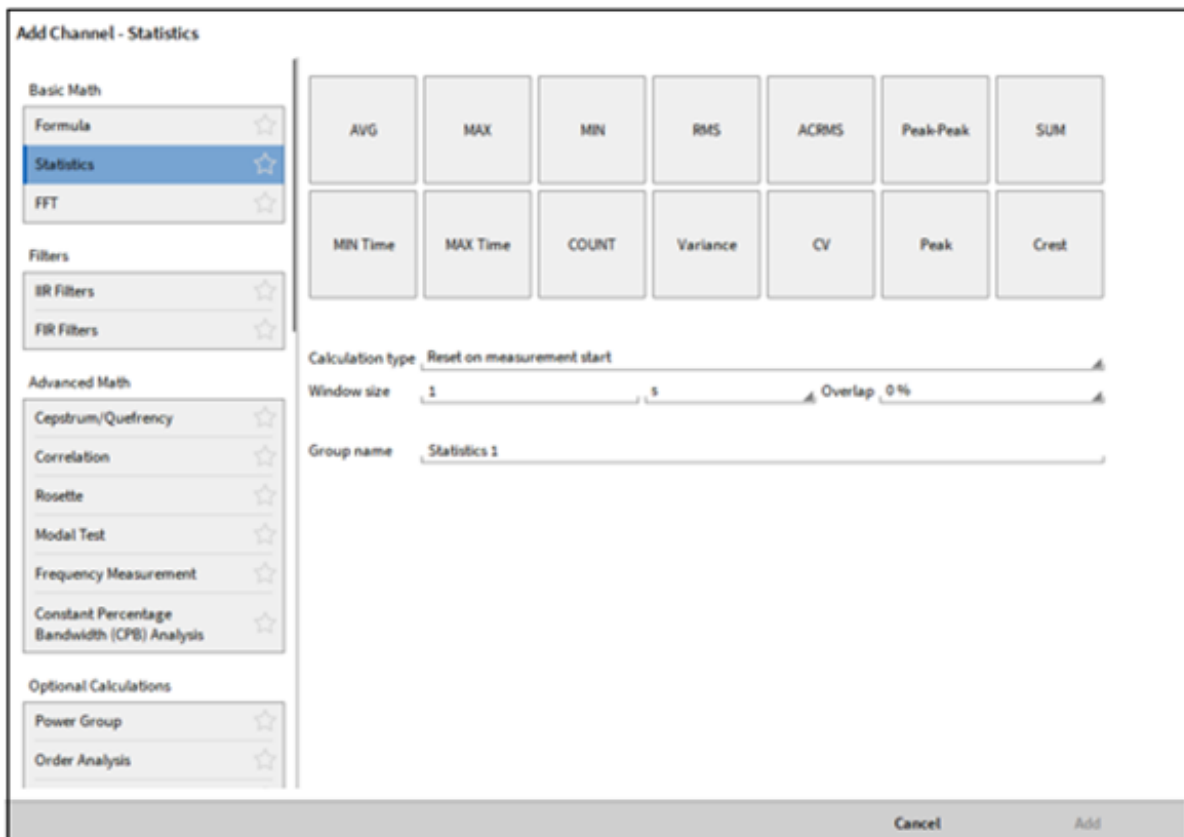 Add Channel - Statistics
Basic Math
Formula
Statistics
FFT
Filters
IIR Filters
FIR Filters
Advanced Math
Cepstrum/Quefrency
Correlation
Rosette
Modal Test
Frequency Measurement
Constant Percentage
Bandwidth (CPB) Analysis
Optional Calculations
Power Group
Order Analysis
AVG MAX MIN RMS ACRMS Peak-Peak SUM
MIN Time MAX Time COUNT Variance CV Peak Crest
Calculation type Reset on measurement start
Window size 1 s Overlap 0 %
Group name Statistics 1
Cancel Add